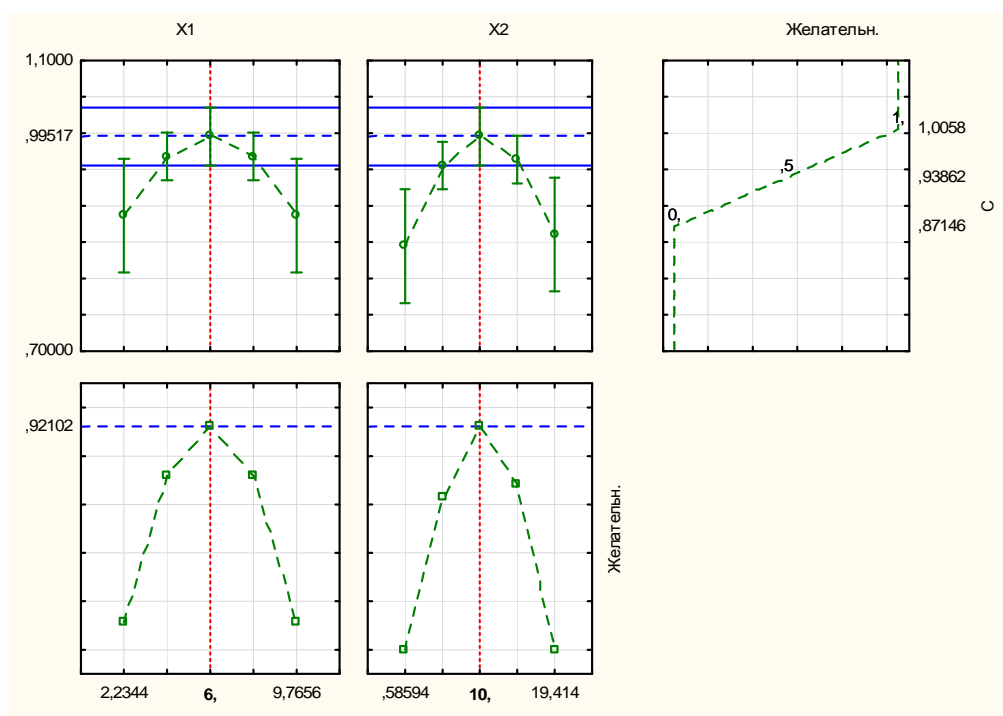 X1 X2 Желательн.
1,1000
,99517
,70000
1,
,5
0,
1,0058
,93862
,87146
C
,92102
Желательн.
2,2344 6, 9,7656 ,58594 10, 19,414